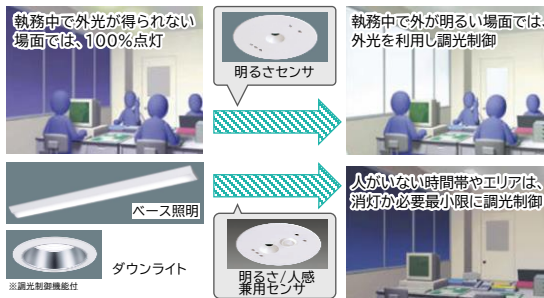 執務中で外光が得られない
場面では、100%点灯
明るさセンサ
執務中で外が明るい場面では、
外光を利用し調光制御
ベース照明
ダウンライト
※調光制御機能付
明るさ/人感
兼用センサ
人がいない時間帯やエリアは、
消灯か必要最小限に調光制御